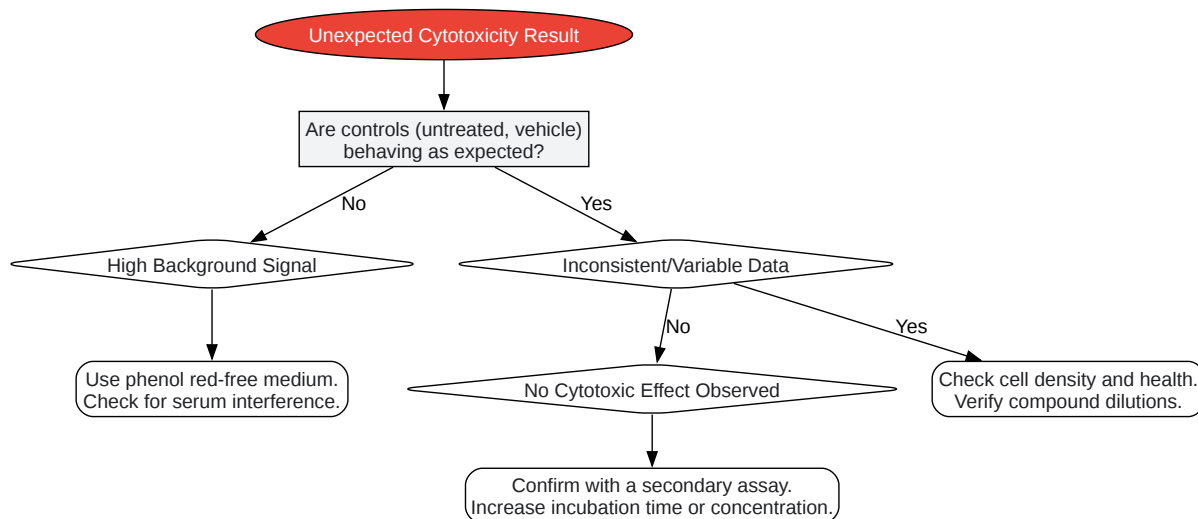 Unexpected Cytotoxicity Result
Are controls (untreated, vehicle)
behaving as expected?
No
Yes
High Background Signal
Inconsistent/Variable Data
No
Yes
Use phenol red-free medium.
Check for serum interference.
No Cytotoxic Effect Observed
Check cell density and health.
Verify compound dilutions.
Confirm with a secondary assay.
Increase incubation time or concentration.